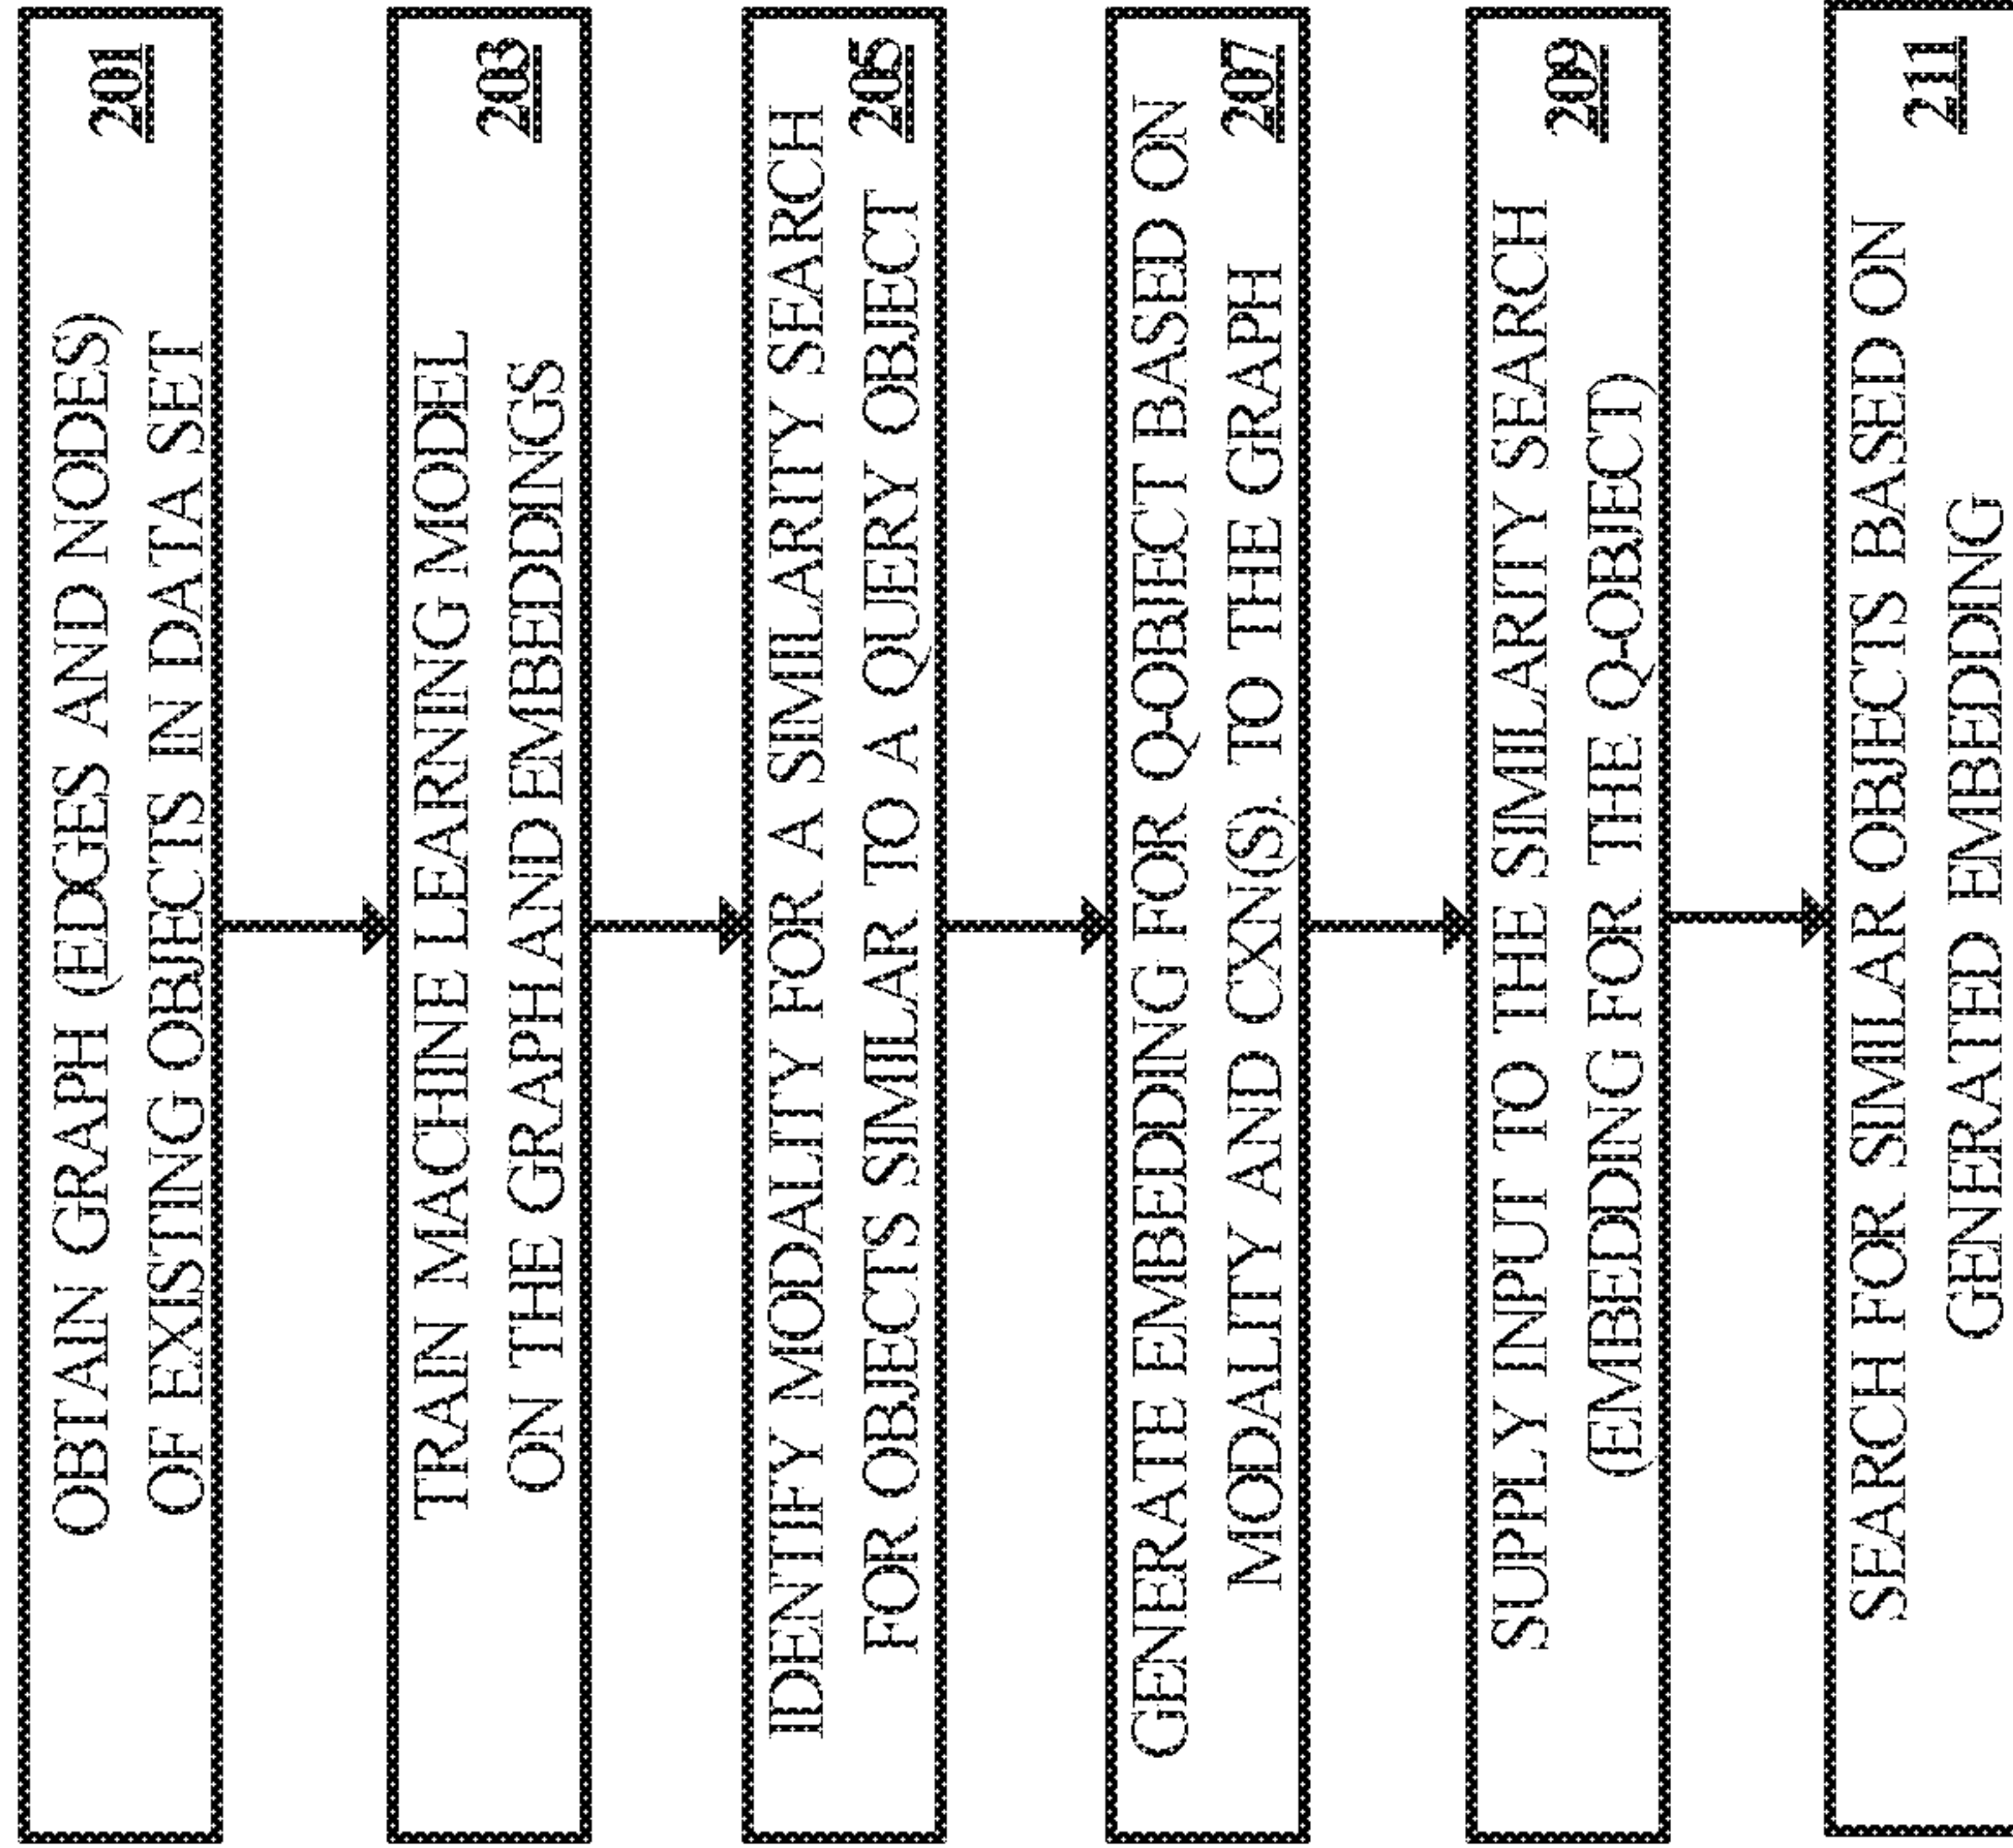 OBTAIN GRAPH (EDGES AND NODES)
OF EXISTING OBJECTS IN DATA SET
201
TRAIN MACHINE LEARNING MODEL
ON THE GRAPH AND EMBEDDINGS
203
IDENTIFY MODALITY FOR A SIMILARITY SEARCH
FOR OBJECTS SIMILAR TO A QUERY OBJECT 205
GENERATE EMBEDDING FOR Q-OBJECT BASED ON
MODALITY AND CXN(S). TO THE GRAPH 207
SUPPLY INPUT TO THE SIMILARITY SEARCH
(EMBEDDING FOR THE Q-OBJECT)
209
SEARCH FOR SIMILAR OBJECTS BASED ON
GENERATED EMBEDDING
211